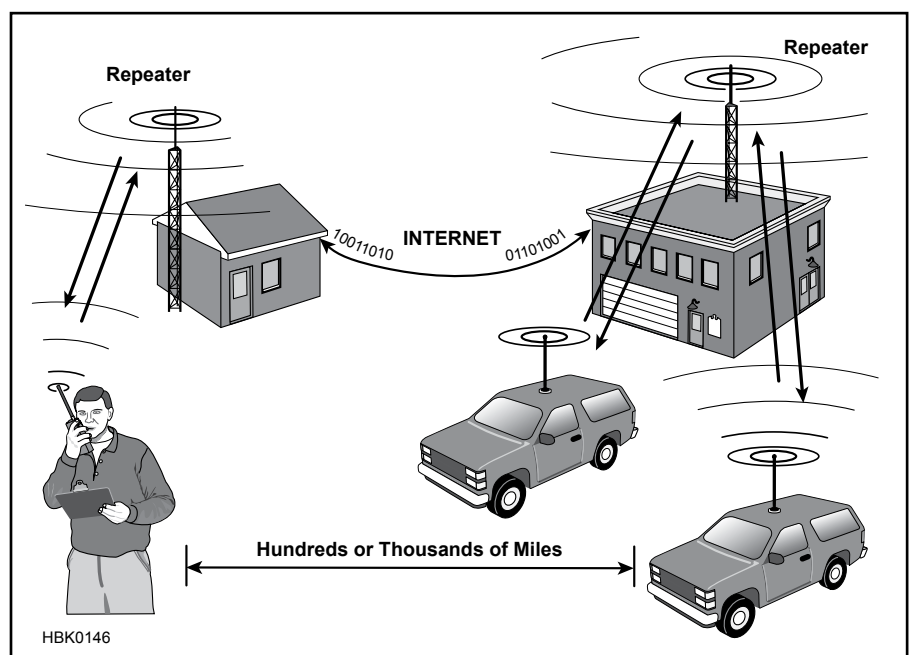 Repeater
Repeater
10011010
INTERNET
01101001
Hundreds or Thousands of Miles
HBK0146